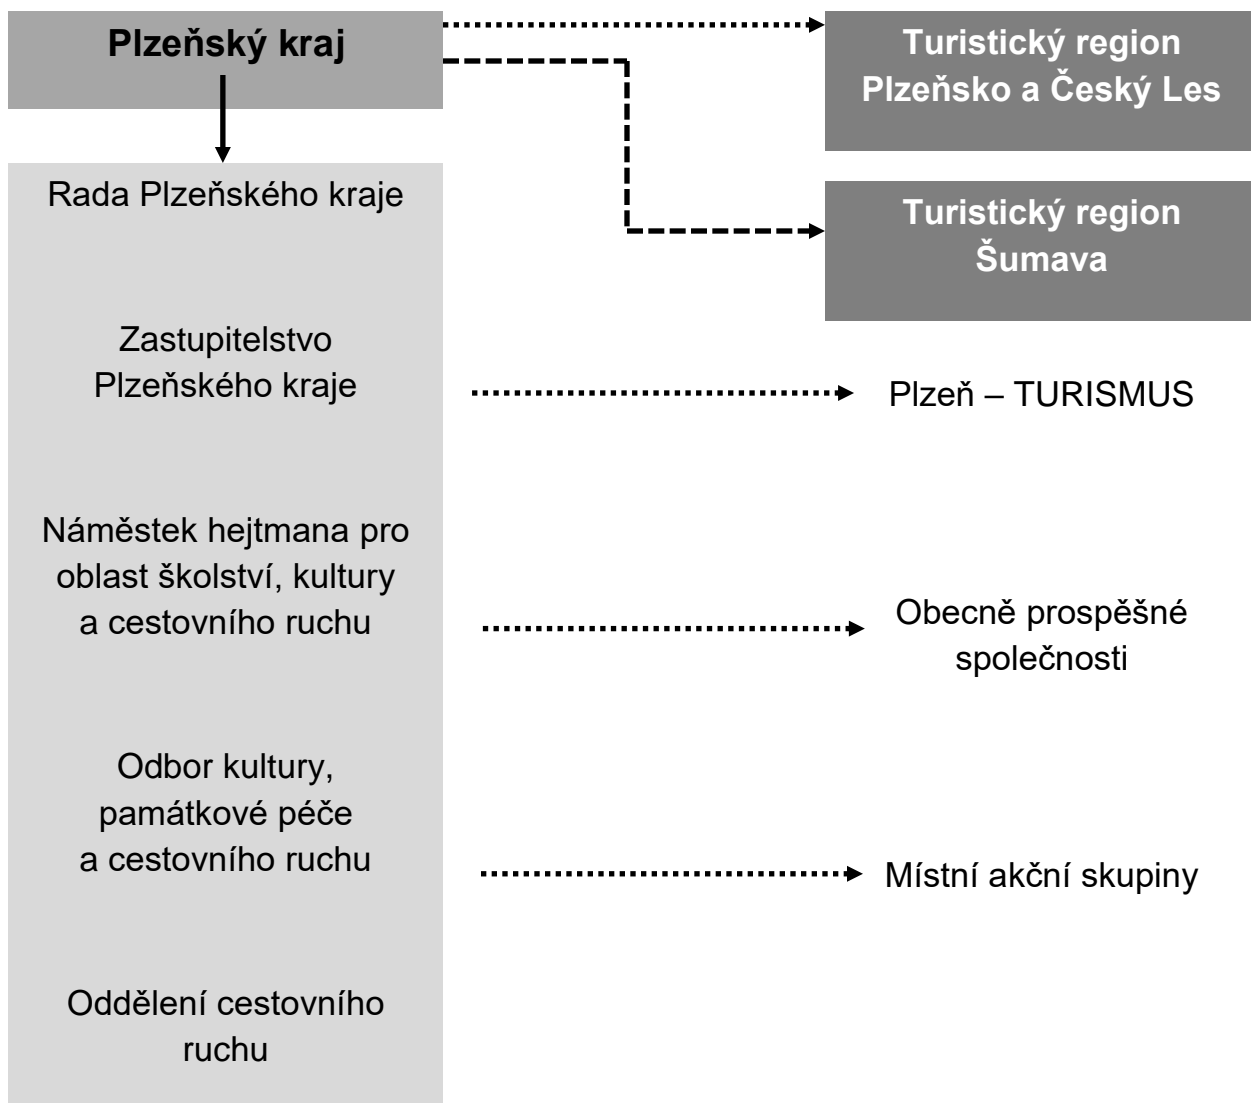 Plzeňský kraj
Turistický region
Plzeňsko a Český Les
Turistický region
Šumava
Rada Plzeňského kraje
Zastupitelstvo
Plzeňského kraje
Plzeň – TURISMUS
Náměstek hejtmana pro
oblast školství, kultury
a cestovního ruchu
Obecně prospěšné
společnosti
Odbor kultury,
památkové péče
a cestovního ruchu
Místní akční skupiny
Oddělení cestovního
ruchu